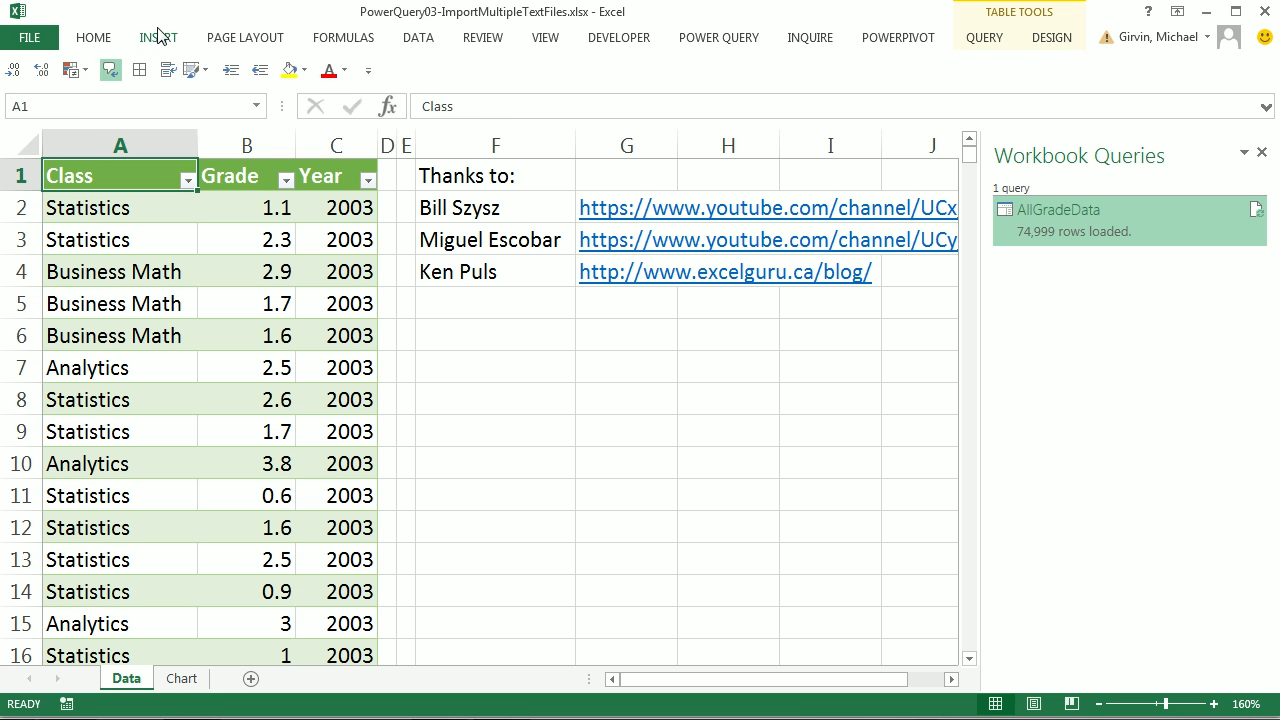 PowerQuery03-ImportMultipleTextFiles.xlsx - Excel
TABLE TOOLS
?
FILE HOME INSERT PAGE LAYOUT FORMULAS DATA REVIEW VIEW DEVELOPER POWER QUERY INQUIRE POWERPIVOT QUERY DESIGN Girvin, Michael
A1 fx Class
A B C D E F G H I J
1 Class Grade Year Thanks to:
2 Statistics 1.1 2003 Bill Szysz https://www.youtube.com/channel/UCx
3 Statistics 2.3 2003 Miguel Escobar https://www.youtube.com/channel/UCy
4 Business Math 2.9 2003 Ken Puls http://www.excelguru.ca/blog/
5 Business Math 1.7 2003
6 Business Math 1.6 2003
7 Analytics 2.5 2003
8 Statistics 2.6 2003
9 Statistics 1.7 2003
10 Analytics 3.8 2003
11 Statistics 0.6 2003
12 Statistics 1.6 2003
13 Statistics 2.5 2003
14 Statistics 0.9 2003
15 Analytics 3 2003
16 Statistics 1 2003
Workbook Queries
1 query
AllGradeData
74,999 rows loaded.
Data Chart
READY 160%